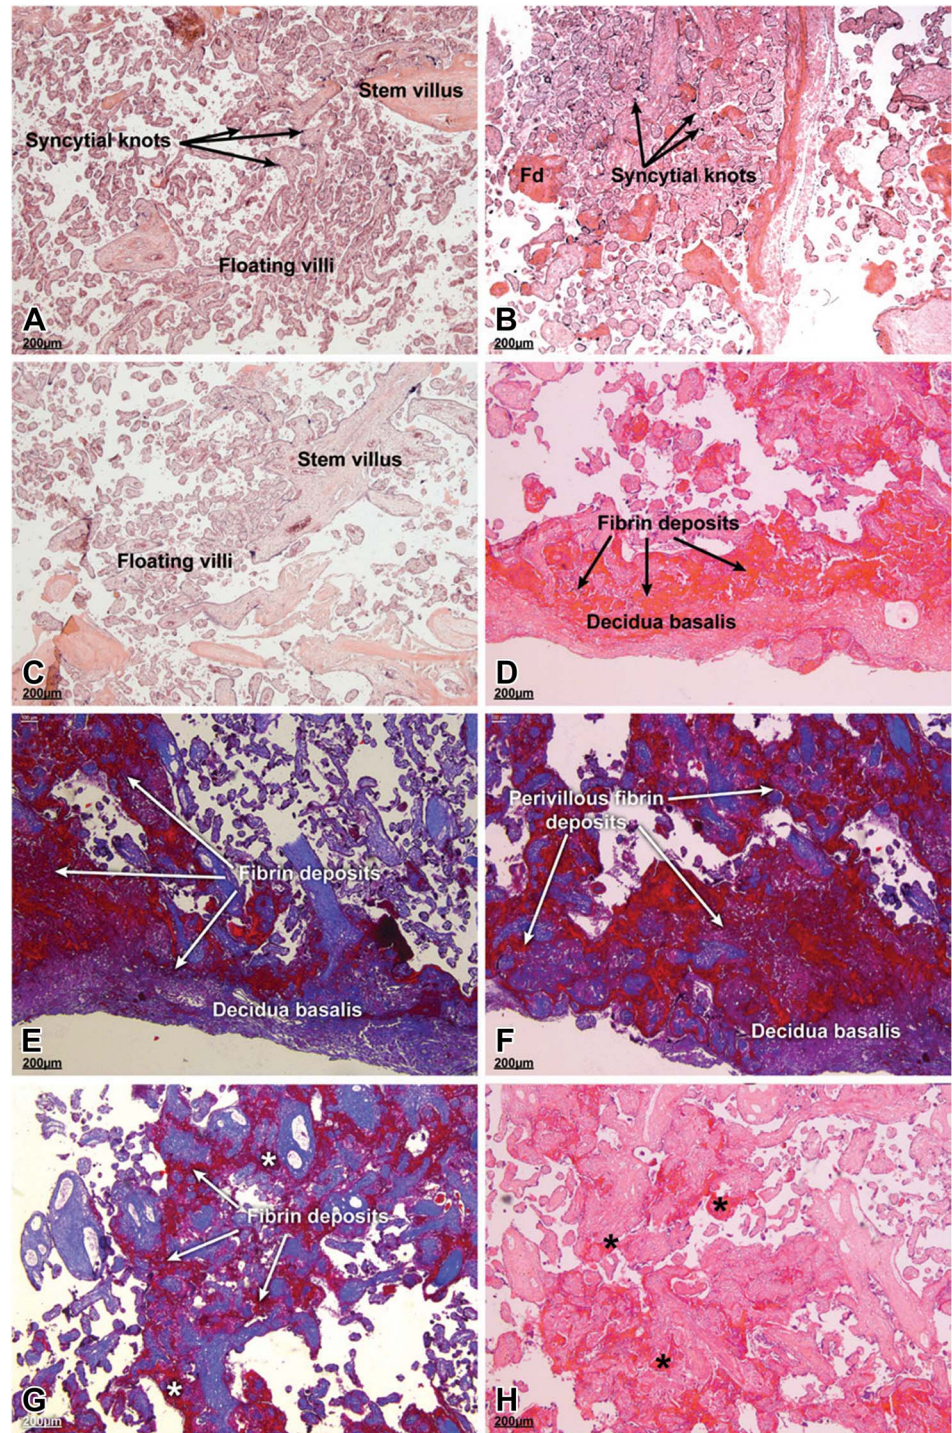 Stem villus
Syncytial knots
Floating villi
A
200µm
Fd
Syncytial knots
B
200µm
Stem villus
Floating villi
C
200µm
Fibrin deposits
Decidua basalis
D
200µm
Fibrin deposits
Decidua basalis
E
200µm
Perivillous fibrin
deposits
Decidua basalis
F
200µm
*
Fibrin deposits
*
G
200µm
*
*
*
H
200µm